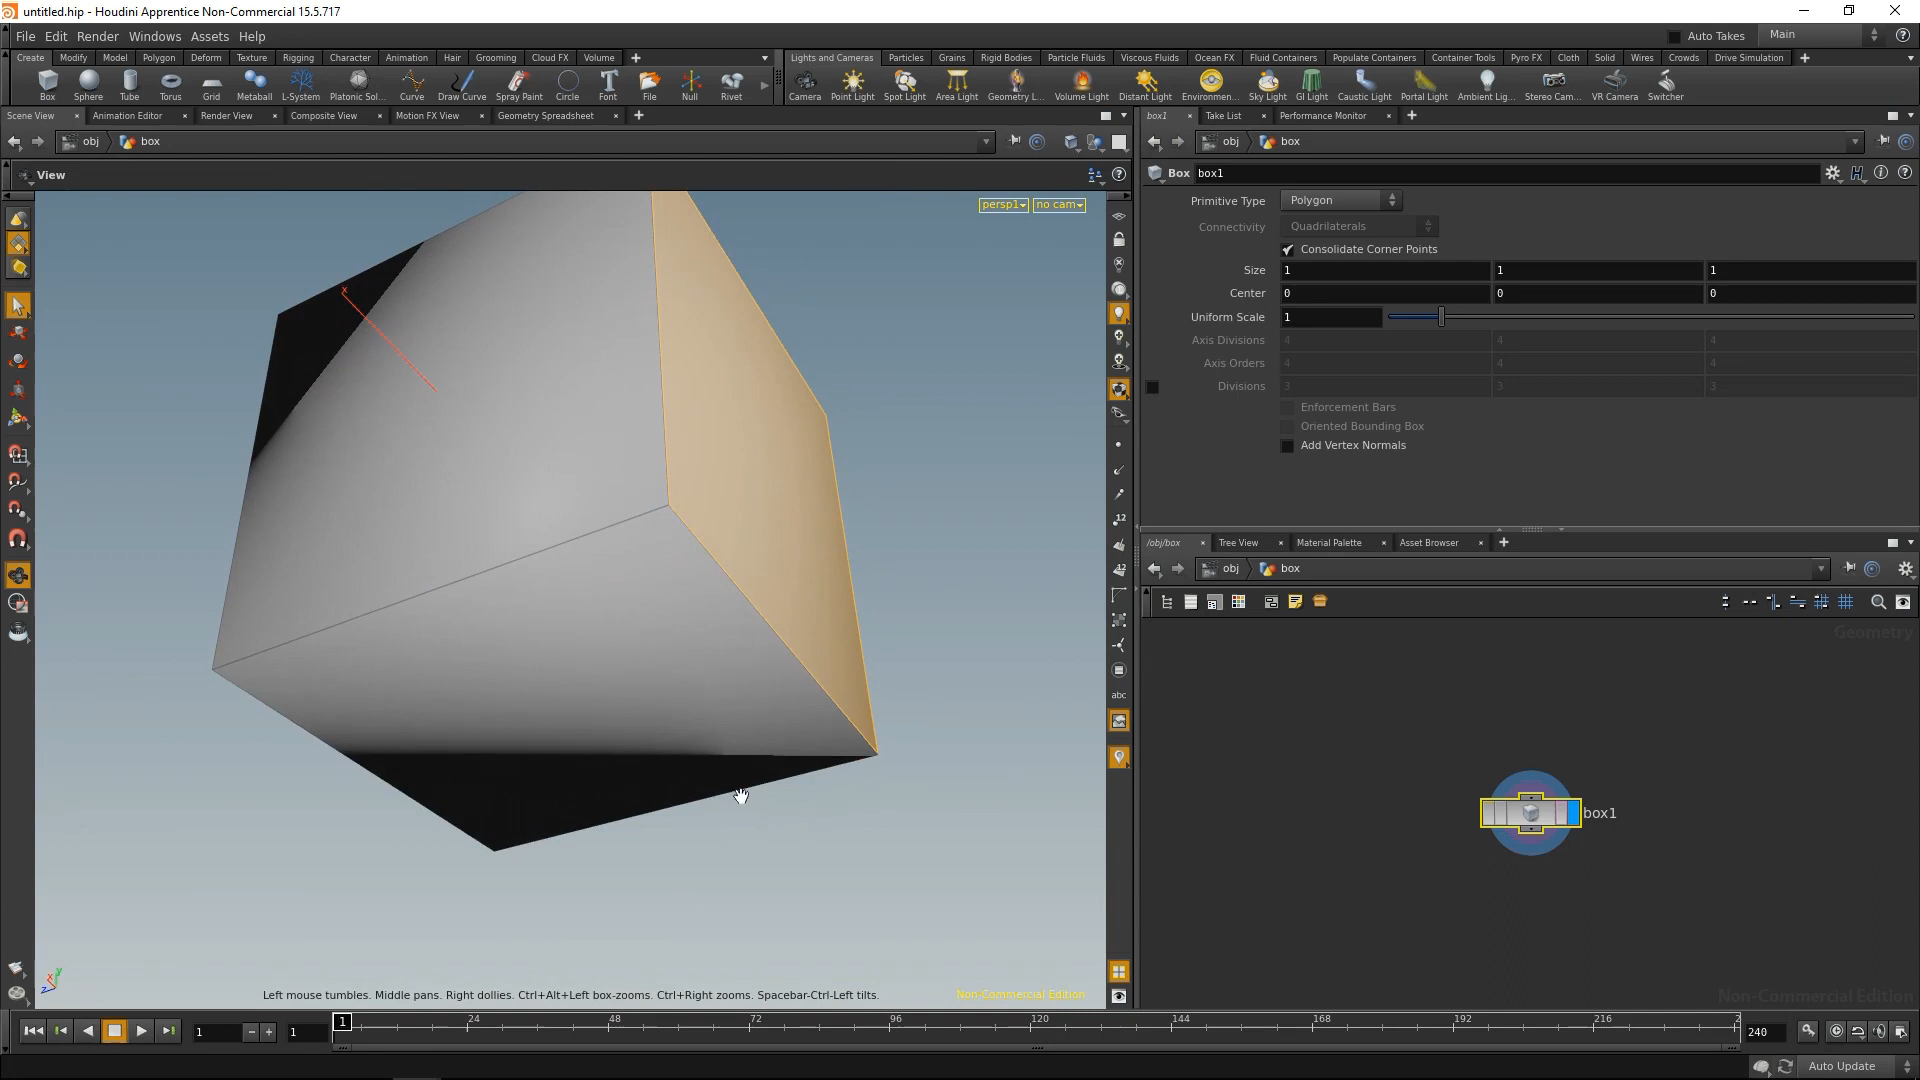 untitled.hip - Houdini Apprentice Non-Commercial 15.5.717
File Edit Render Windows Assets Help
Auto Takes Main
Create Modify Model Polygon Deform Texture Rigging Character Animation Hair Grooming Cloud FX Volume
Lights and Cameras Particles Grains Rigid Bodies Particle Fluids Viscous Fluids Ocean FX Fluid Containers Populate Containers Container Tools Pyro FX Cloth Solid Wires Crowds Drive Simulation
Box Sphere Tube Torus Grid Metaball L-System Platonic Sol... Curve Draw Curve Spray Paint Circle Font File Null Rivet
Camera Point Light Spot Light Area Light Geometry L... Volume Light Distant Light Environmen... Sky Light GI Light Caustic Light Portal Light Ambient Lig... Stereo Cam... VR Camera Switcher
Scene View Animation Editor Render View Composite View Motion FX View Geometry Spreadsheet
box1 Take List Performance Monitor
obj box
obj box
View
Box box1
persp1 no cam
Primitive Type Polygon
Connectivity Quadrilaterals
Consolidate Corner Points
Size 1 1 1
Center 0 0 0
Uniform Scale 1
Axis Divisions 4 4 4
Axis Orders 4 4 4
Divisions 3 3 3
Enforcement Bars
Oriented Bounding Box
Add Vertex Normals
x
12
12
abc
/obj/box Tree View Material Palette Asset Browser
obj box
Geometry
box1
x y z
Left mouse tumbles. Middle pans. Right dollies. Ctrl+Alt+Left box-zooms. Ctrl+Right zooms. Spacebar-Ctrl-Left tilts.
Non-Commercial Edition
Non-Commercial Edition
1 1 1 24 48 72 96 120 144 168 192 216 2 240
Auto Update